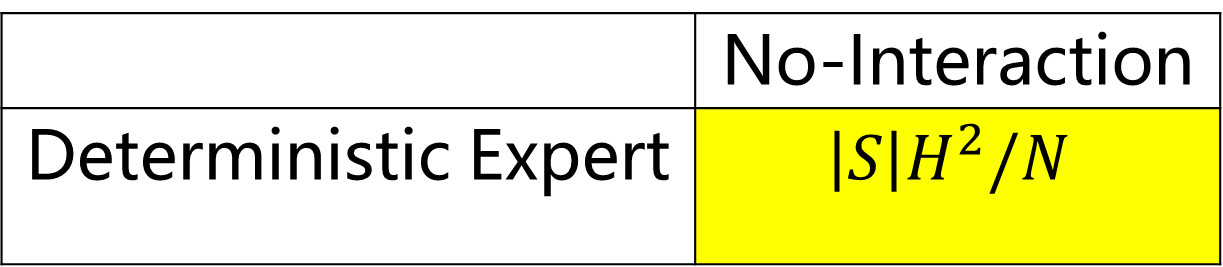 No-Interaction
Deterministic Expert
|S|H²/N